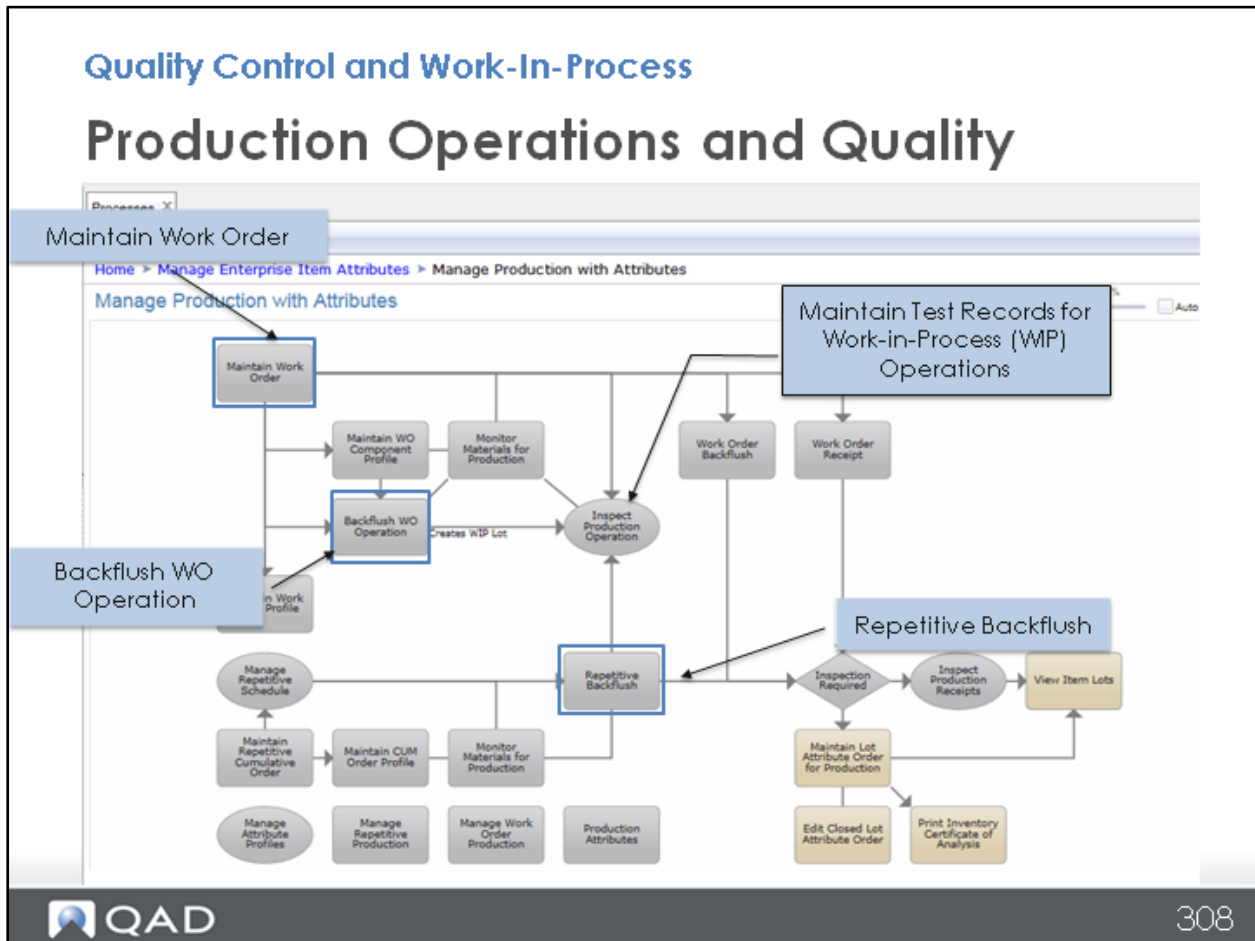 Quality Control and Work-In-Process
Production Operations and Quality
Processes X
Maintain Work Order
Home > Manage Enterprise Item Attributes > Manage Production with Attributes
Manage Production with Attributes
%
Auto
Maintain Test Records for
Work-in-Process (WIP)
Operations
Maintain Work
Order
Maintain WO
Component
Profile
Monitor
Materials for
Production
Work Order
Backflush
Work Order
Receipt
Backflush WO
Operation
Creates WIP Lot
Inspect
Production
Operation
Backflush WO
Operation
in Work
Profile
Repetitive Backflush
Manage
Repetitive
Schedule
Repetitive
Backflush
Inspection
Required
Inspect
Production
Receipts
View Item Lots
Maintain
Repetitive
Cumulative
Order
Maintain CUM
Order Profile
Monitor
Materials for
Production
Maintain Lot
Attribute Order
for Production
Manage
Attribute
Profiles
Manage
Repetitive
Production
Manage Work
Order
Production
Production
Attributes
Edit Closed Lot
Attribute Order
Print Inventory
Certificate of
Analysis
QAD
308